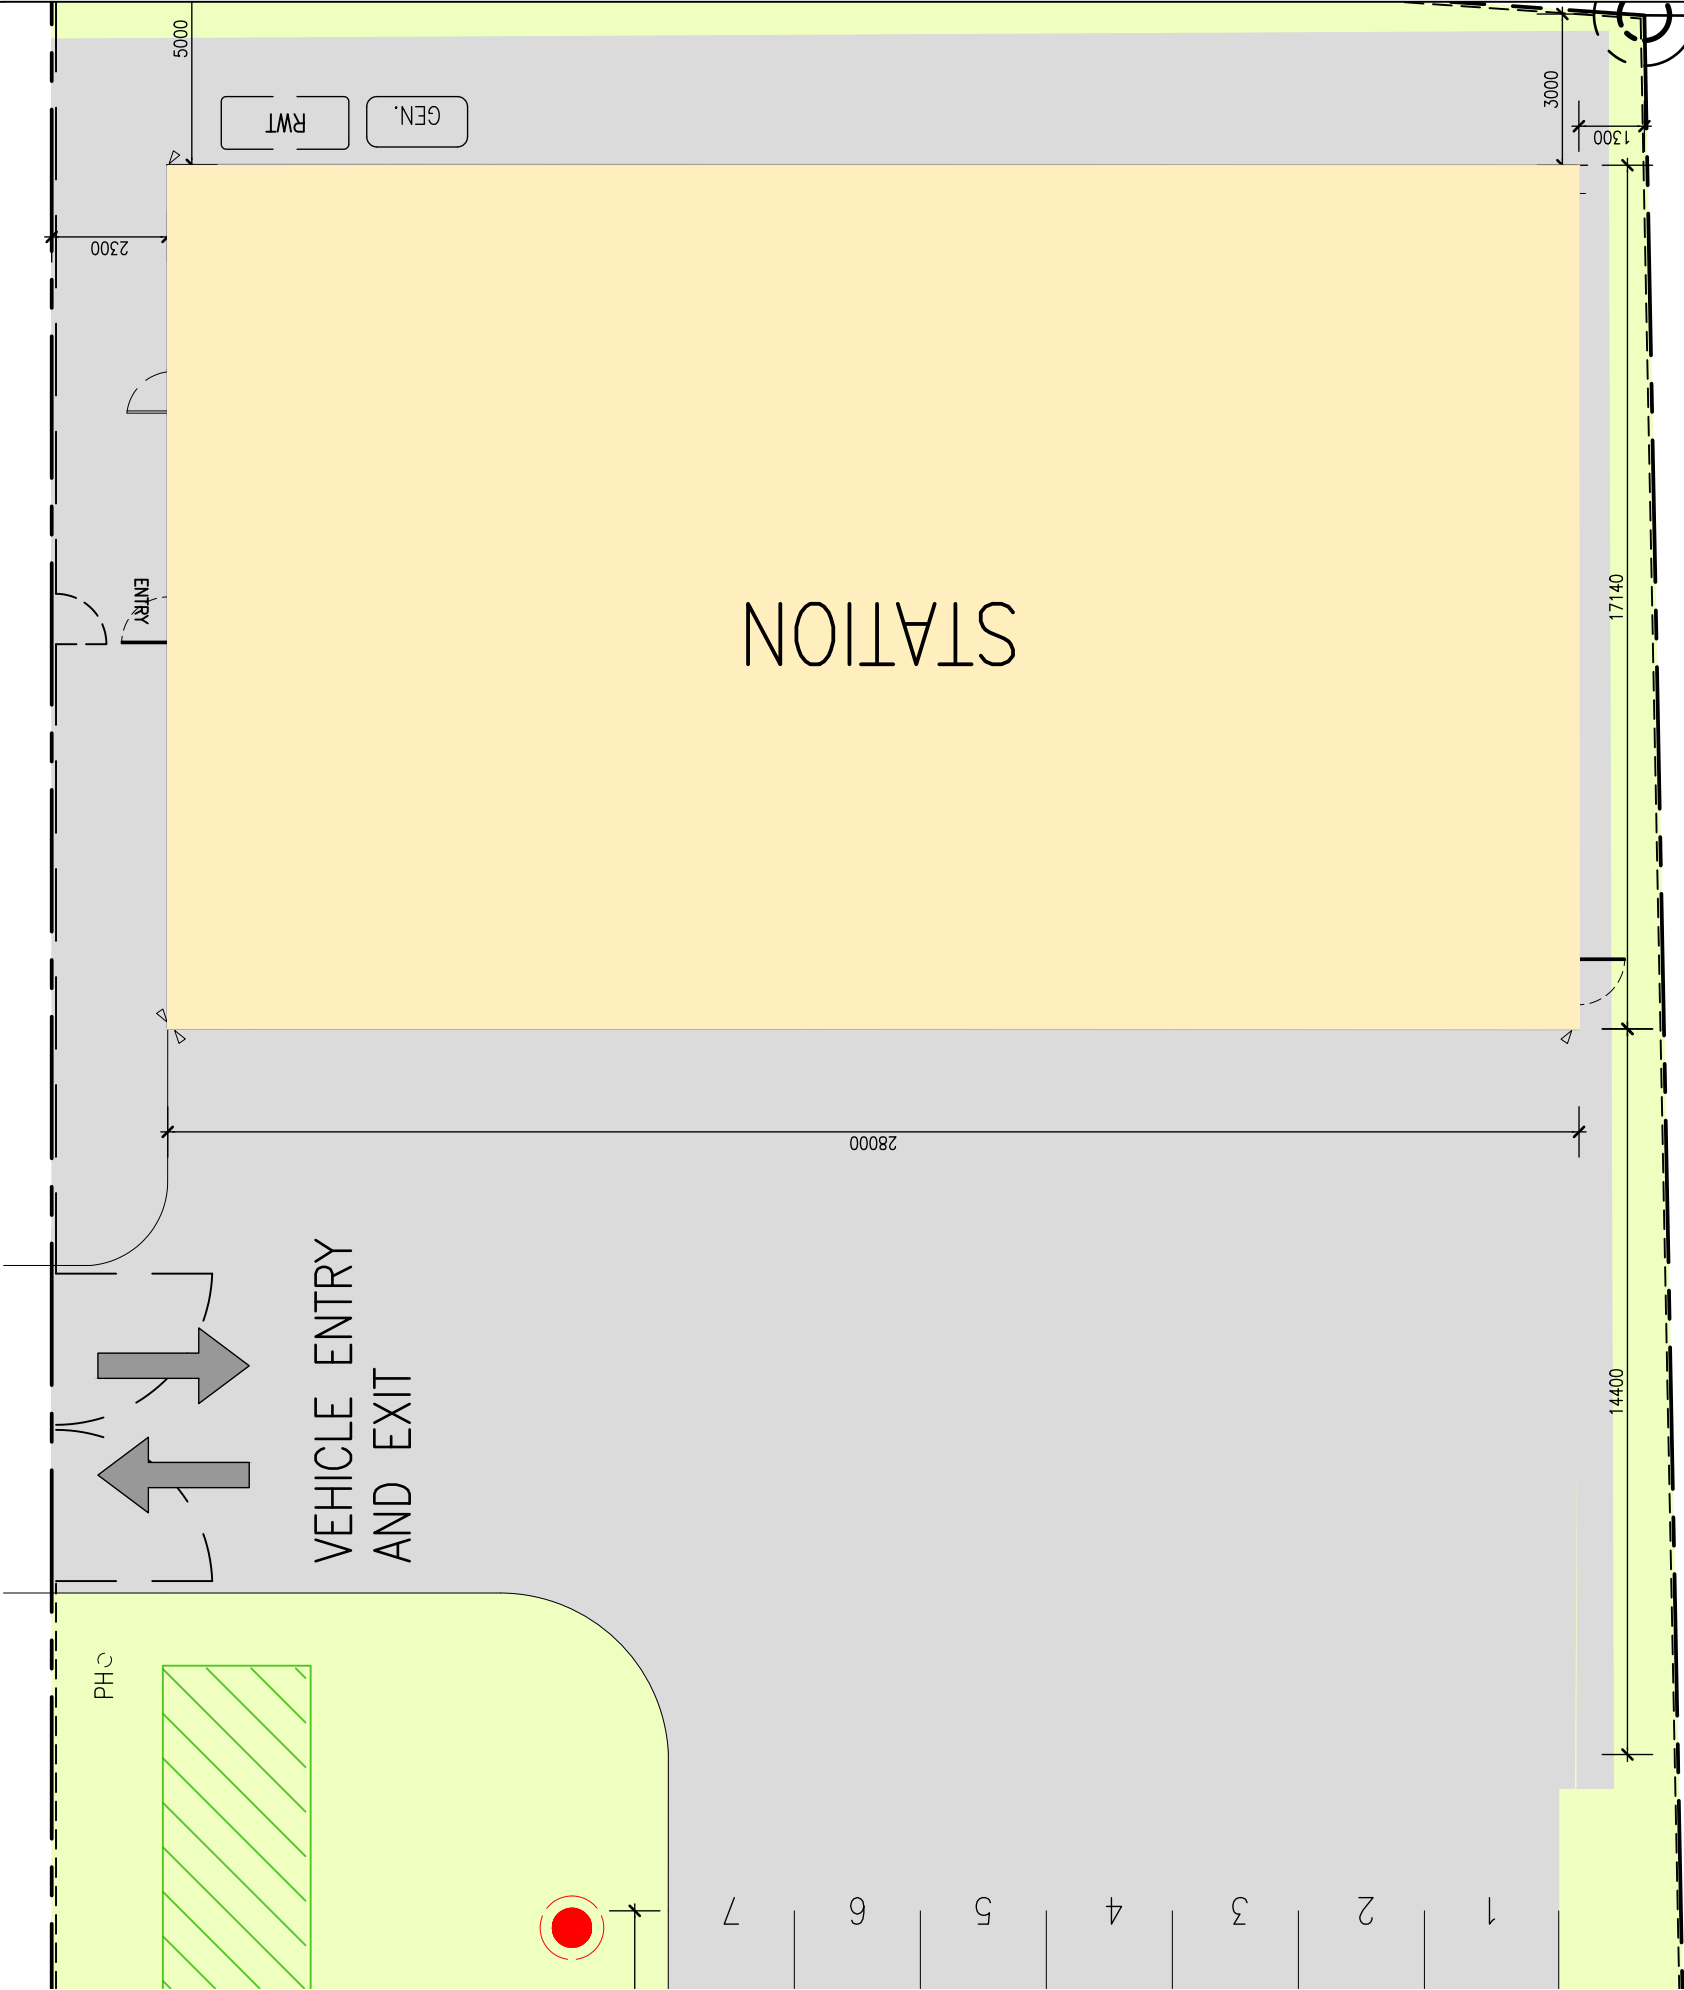 5000
3000
RWT
GEN.
1300
2300
ENTRY
STATION
17140
28000
VEHICLE ENTRY
AND EXIT
14400
PH
7
6
5
4
3
2
1